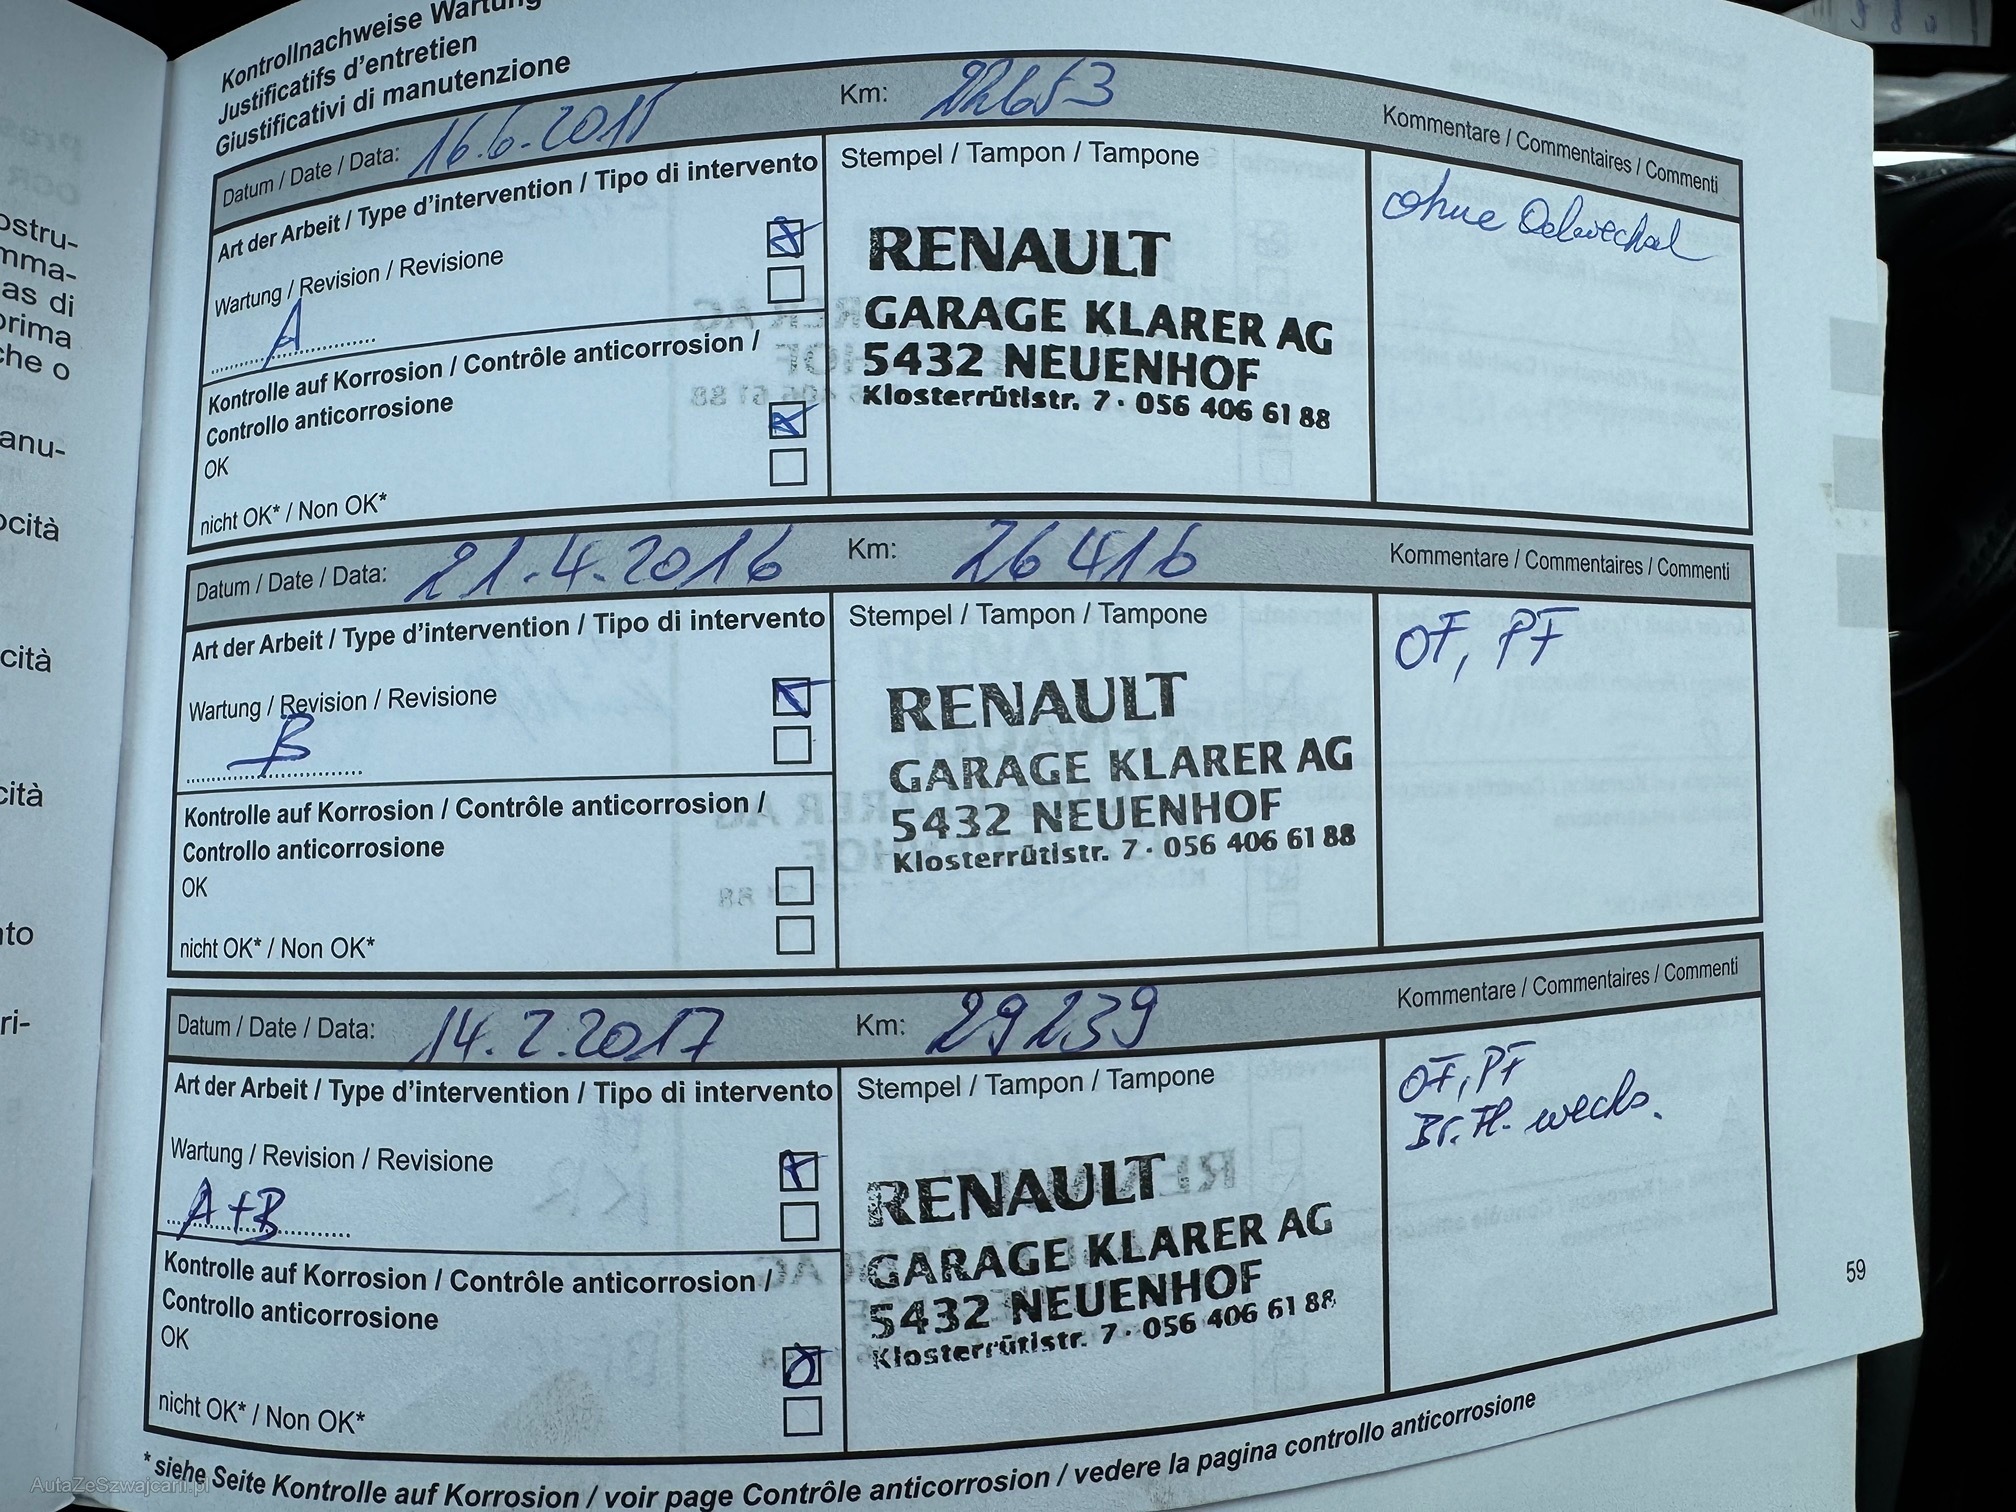 Kontrollnachweise Wartung
Justificatifs d'entretien
Giustificativi di manutenzione
Datum / Date / Data: 16.6.2015 Km: 22653 Kommentare / Commentaires / Commenti
Art der Arbeit / Type d'intervention / Tipo di intervento
Wartung / Revision / Revisione
A
Kontrolle auf Korrosion / Contrôle anticorrosion /
Controllo anticorrosione
OK
nicht OK* / Non OK*
Stempel / Tampon / Tampone
RENAULT
GARAGE KLARER AG
5432 NEUENHOF
Klosterrütistr. 7 · 056 406 61 88
ohne Oelwechsel
Datum / Date / Data: 21.4.2016 Km: 26416 Kommentare / Commentaires / Commenti
Art der Arbeit / Type d'intervention / Tipo di intervento
Wartung / Revision / Revisione
B
Kontrolle auf Korrosion / Contrôle anticorrosion /
Controllo anticorrosione
OK
nicht OK* / Non OK*
Stempel / Tampon / Tampone
RENAULT
GARAGE KLARER AG
5432 NEUENHOF
Klosterrütistr. 7 · 056 406 61 88
OF, PF
Datum / Date / Data: 14.2.2017 Km: 29239 Kommentare / Commentaires / Commenti
Art der Arbeit / Type d'intervention / Tipo di intervento
Wartung / Revision / Revisione
A+B
Kontrolle auf Korrosion / Contrôle anticorrosion /
Controllo anticorrosione
OK
nicht OK* / Non OK*
Stempel / Tampon / Tampone
RENAULT
GARAGE KLARER AG
5432 NEUENHOF
Klosterrütistr. 7 · 056 406 61 88
OF, PF
Br.Fl. wechs.
59
*siehe Seite Kontrolle auf Korrosion / voir page Contrôle anticorrosion / vedere la pagina controllo anticorrosione
AutaZeSzwajcarii.pl